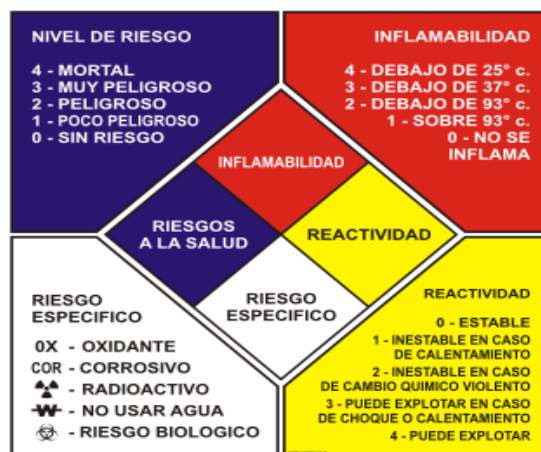 NIVEL DE RIESGO
4 - MORTAL
3 - MUY PELIGROSO
2 - PELIGROSO
1 - POCO PELIGROSO
0 - SIN RIESGO
INFLAMABILIDAD
4 - DEBAJO DE 25° c.
3 - DEBAJO DE 37° c.
2 - DEBAJO DE 93° c.
1 - SOBRE 93° c.
0 - NO SE
INFLAMA
INFLAMABILIDAD
RIESGOS
A LA SALUD
REACTIVIDAD
RIESGO
ESPECIFICO
RIESGO
ESPECIFICO
0X - OXIDANTE
COR - CORROSIVO
- RADIOACTIVO
W - NO USAR AGUA
- RIESGO BIOLOGICO
REACTIVIDAD
0 - ESTABLE
1 - INESTABLE EN CASO
DE CALENTAMIENTO
2 - INESTABLE EN CASO
DE CAMBIO QUIMICO VIOLENTO
3 - PUEDE EXPLOTAR EN CASO
DE CHOQUE O CALENTAMIENTO
4 - PUEDE EXPLOTAR